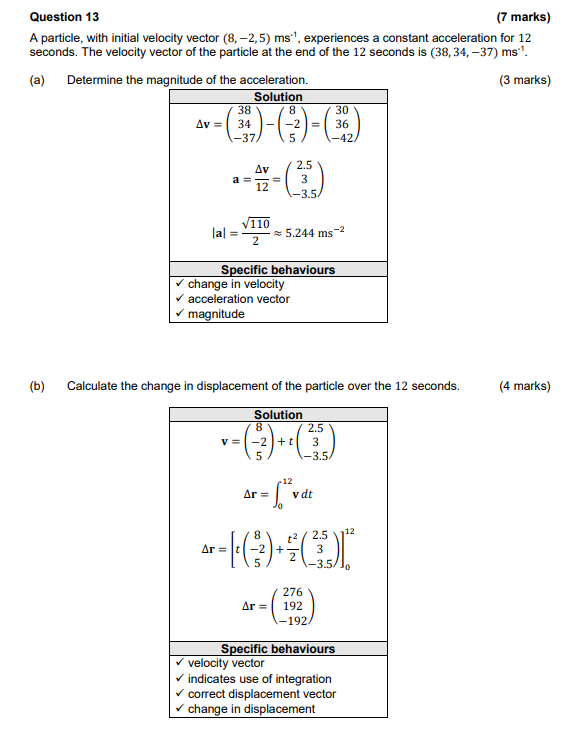 Question 13 (7 marks)
A particle, with initial velocity vector (8, −2, 5) ms⁻¹, experiences a constant acceleration for 12
seconds. The velocity vector of the particle at the end of the 12 seconds is (38, 34, −37) ms⁻¹.
(a) Determine the magnitude of the acceleration. (3 marks)
Solution
Δv = (38, 34, −37) − (8, −2, 5) = (30, 36, −42)
a = Δv/12 = (2.5, 3, −3.5)
|a| = √110/2 ≈ 5.244 ms⁻²
Specific behaviours
✓ change in velocity
✓ acceleration vector
✓ magnitude
(b) Calculate the change in displacement of the particle over the 12 seconds. (4 marks)
Solution
v = (8, −2, 5) + t(2.5, 3, −3.5)
Δr = ∫₀¹² v dt
Δr = [t(8, −2, 5) + t²/2 (2.5, 3, −3.5)]₀¹²
Δr = (276, 192, −192)
Specific behaviours
✓ velocity vector
✓ indicates use of integration
✓ correct displacement vector
✓ change in displacement